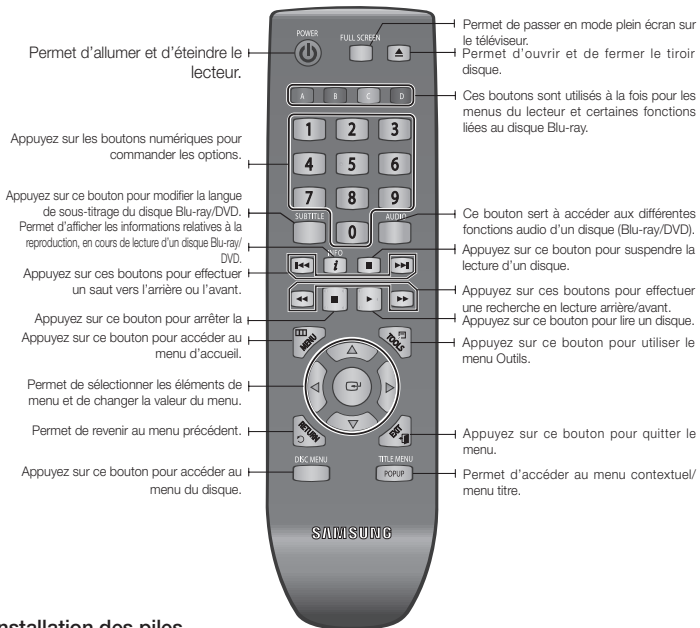 Permet d'allumer et d'éteindre le
lecteur.
Appuyez sur les boutons numériques pour
commander les options.
Appuyez sur ce bouton pour modifier la langue
de sous-titrage du disque Blu-ray/DVD.
Permet d'afficher les informations relatives à la
reproduction, en cours de lecture d'un disque Blu-ray/
DVD.
Appuyez sur ces boutons pour effectuer
un saut vers l'arrière ou l'avant.
Appuyez sur ce bouton pour arrêter la
Appuyez sur ce bouton pour accéder au
menu d'accueil.
Permet de sélectionner les éléments de
menu et de changer la valeur du menu.
Permet de revenir au menu précédent.
Appuyez sur ce bouton pour accéder au
menu du disque.
POWER
FULL SCREEN
A B C D
1 2 3
4 5 6
7 8 9
SUBTITLE 0 AUDIO
INFO
i
MENU TOOLS
RETURN EXIT
DISC MENU TITLE MENU
POPUP
SAMSUNG
Permet de passer en mode plein écran sur
le téléviseur.
Permet d'ouvrir et de fermer le tiroir
disque.
Ces boutons sont utilisés à la fois pour les
menus du lecteur et certaines fonctions
liées au disque Blu-ray.
Ce bouton sert à accéder aux différentes
fonctions audio d'un disque (Blu-ray/DVD).
Appuyez sur ce bouton pour suspendre la
lecture d'un disque.
Appuyez sur ces boutons pour effectuer
une recherche en lecture arrière/avant.
Appuyez sur ce bouton pour lire un disque.
Appuyez sur ce bouton pour utiliser le
menu Outils.
Appuyez sur ce bouton pour quitter le
menu.
Permet d'accéder au menu contextuel/
menu titre.
nstallation des piles